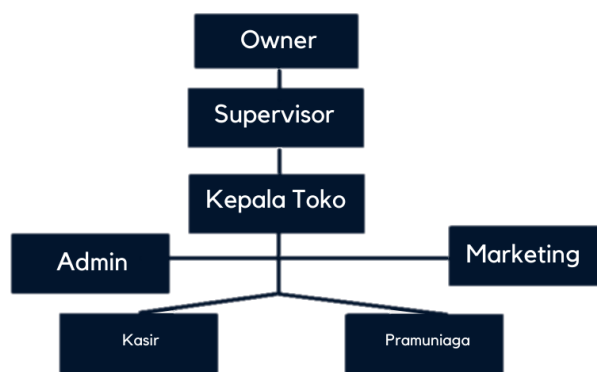 Owner
Supervisor
Kepala Toko
Admin
Marketing
Kasir
Pramuniaga